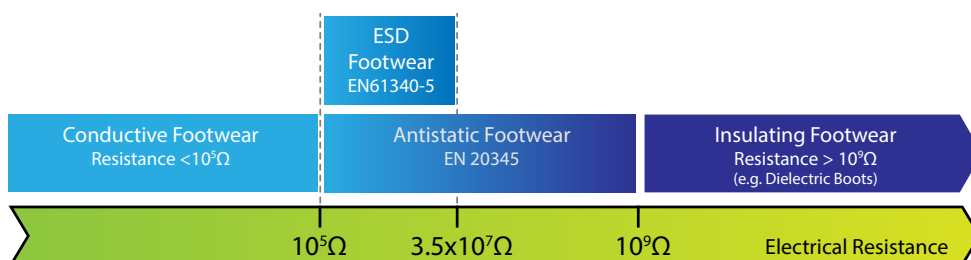 ESD
Footwear
EN61340-5
Conductive Footwear
Resistance <10⁵Ω
Antistatic Footwear
EN 20345
Insulating Footwear
Resistance > 10⁹Ω
(e.g. Dielectric Boots)
10⁵Ω
3.5x10⁷Ω
10⁹Ω
Electrical Resistance